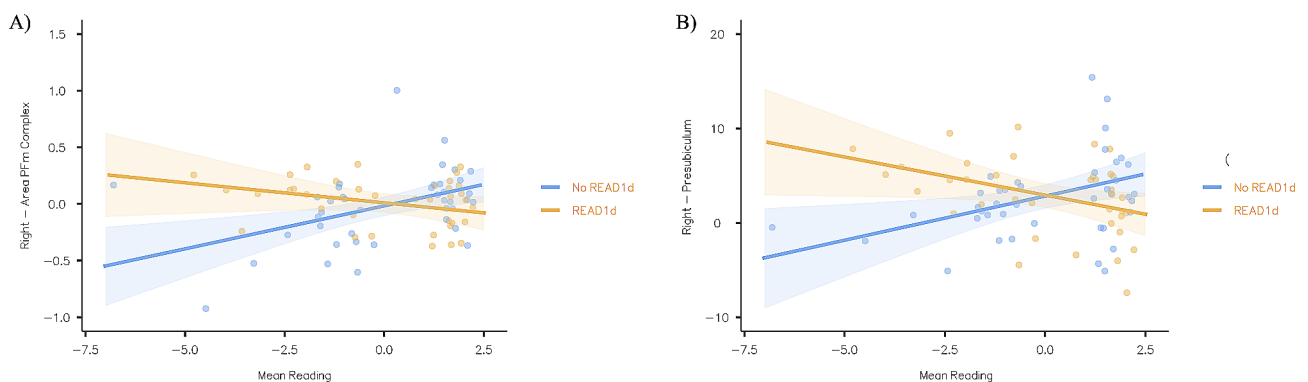 A)
1.5
1.0
0.5
0.0
−0.5
−1.0
Right − Area PFm Complex
−7.5
−5.0
−2.5
0.0
2.5
Mean Reading
No READ1d
READ1d
B)
20
10
0
−10
Right − Presubiculum
−7.5
−5.0
−2.5
0.0
2.5
Mean Reading
No READ1d
READ1d
(